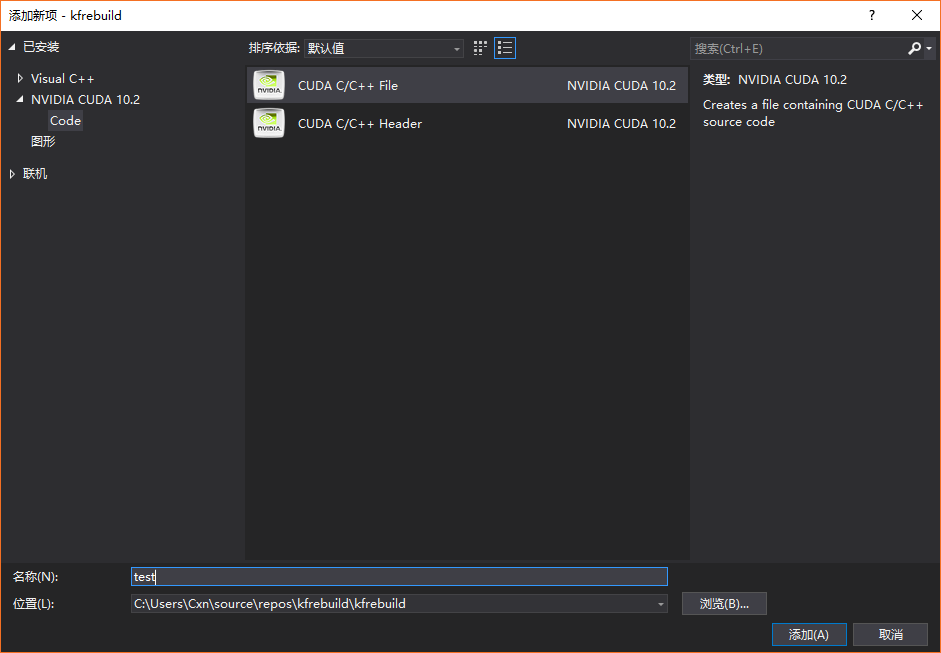 添加新项 - kfrebuild
?
已安装
排序依据: 默认值
搜索(Ctrl+E)
Visual C++
NVIDIA CUDA 10.2
Code
图形
联机
NVIDIA. CUDA C/C++ File NVIDIA CUDA 10.2
NVIDIA. CUDA C/C++ Header NVIDIA CUDA 10.2
类型: NVIDIA CUDA 10.2
Creates a file containing CUDA C/C++
source code
名称(N): test
位置(L): C:\Users\Cxn\source\repos\kfrebuild\kfrebuild 浏览(B)...
添加(A) 取消